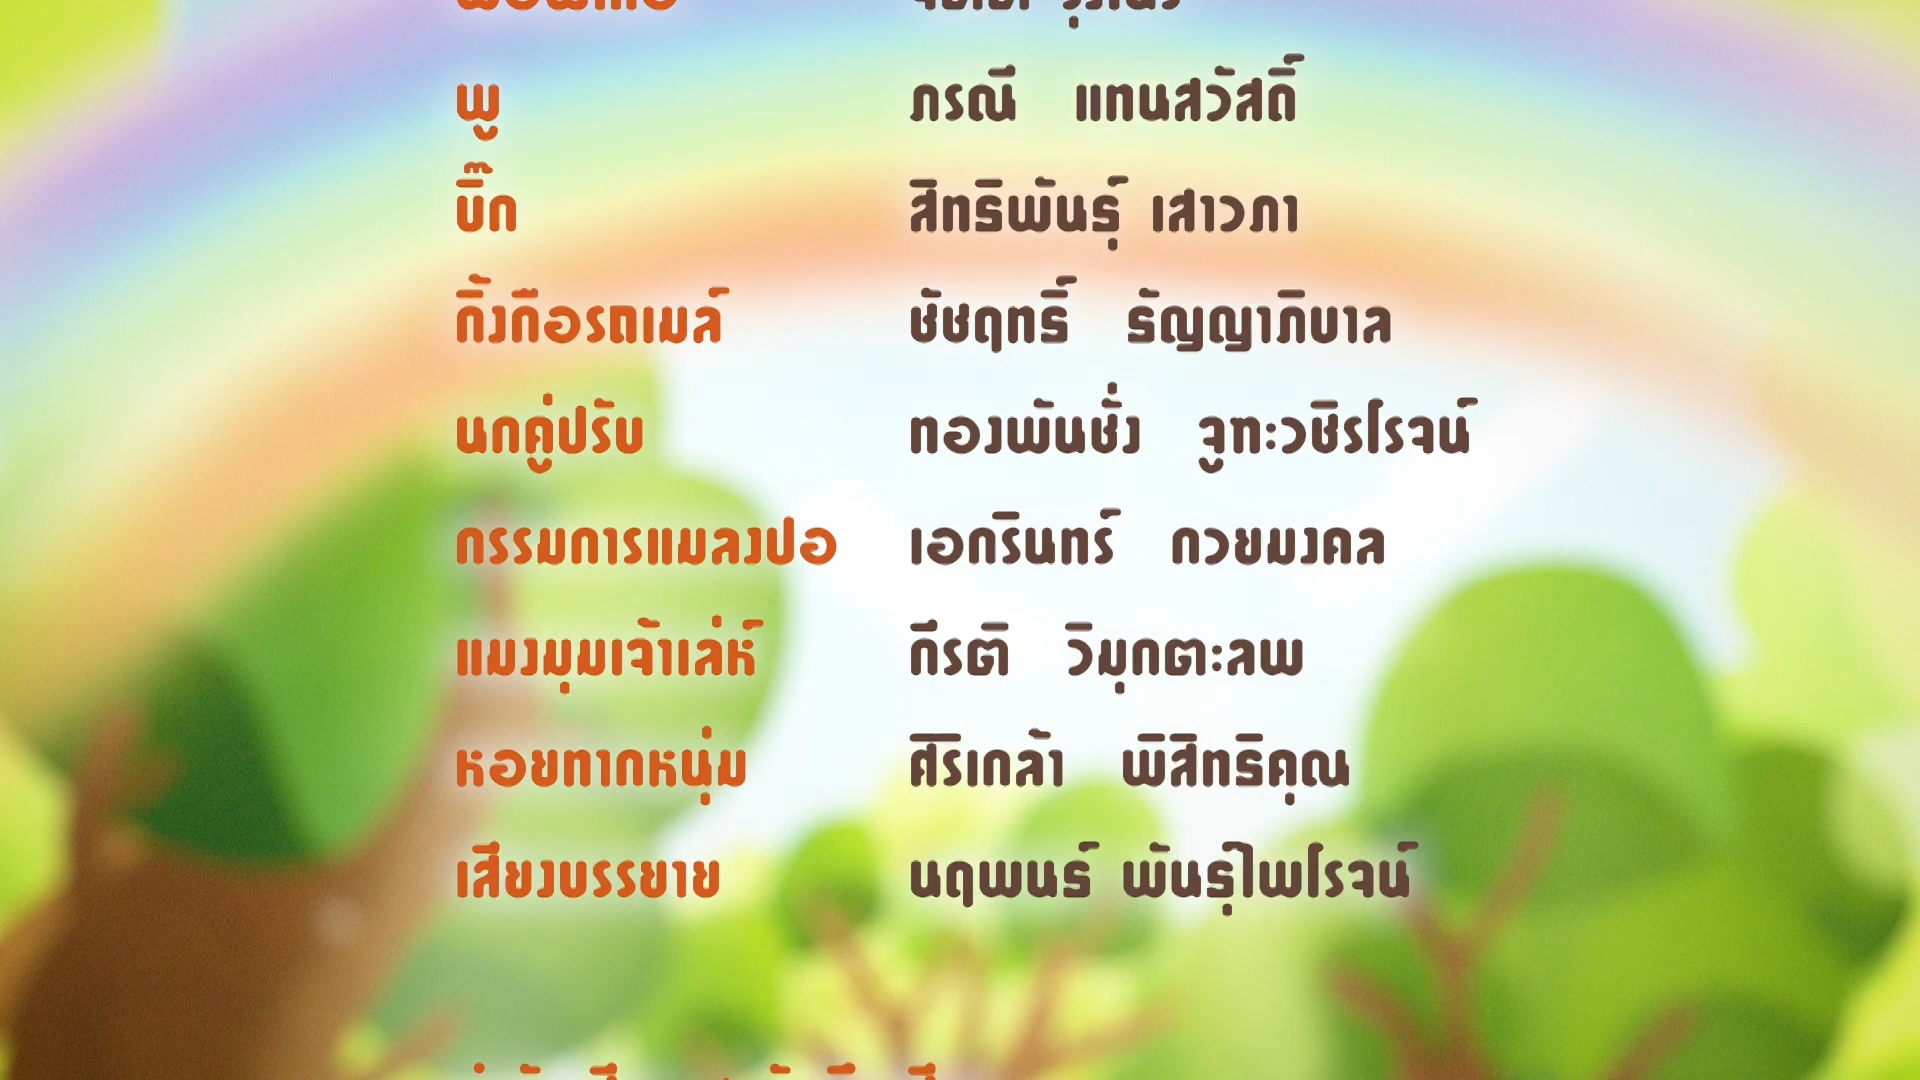 พู ภรณี แทนสวัสดิ์
บิ๊ก สิทธิพันธุ์ เสาวภา
กิ้งกือรถเมล์ ชัชฤทธิ์ ธัญญาภิบาล
นกคู่ปรับ ทองพันชั่ง จูฑะวชิรโรจน์
กรรมการแมลงปอ เอกรินทร์ กวยมงคล
แมงมุมเจ้าเล่ห์ กีรติ วิมุกตะลพ
หอยทากหนุ่ม ศิริเกล้า พิสิทธิคุณ
เสียงบรรยาย นฤพนธ์ พันธุ์ไพโรจน์